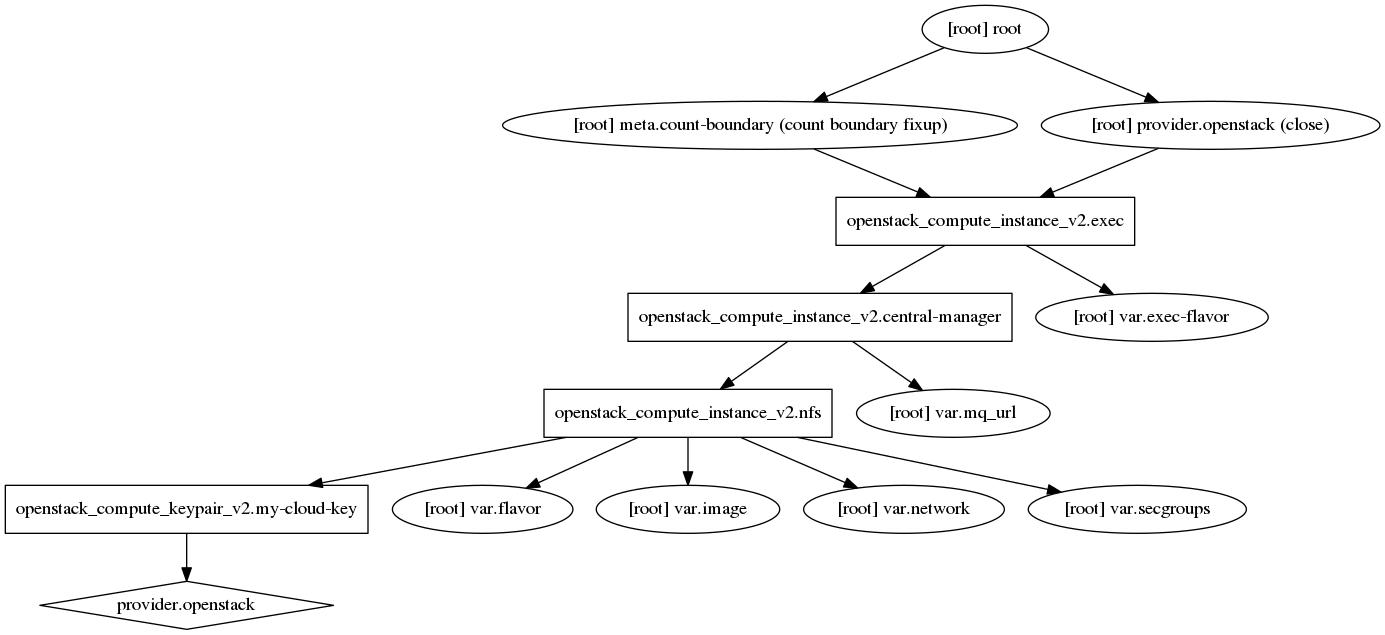 [root] root
[root] meta.count-boundary (count boundary fixup)
[root] provider.openstack (close)
openstack_compute_instance_v2.exec
openstack_compute_instance_v2.central-manager
[root] var.exec-flavor
openstack_compute_instance_v2.nfs
[root] var.mq_url
openstack_compute_keypair_v2.my-cloud-key
[root] var.flavor
[root] var.image
[root] var.network
[root] var.secgroups
provider.openstack